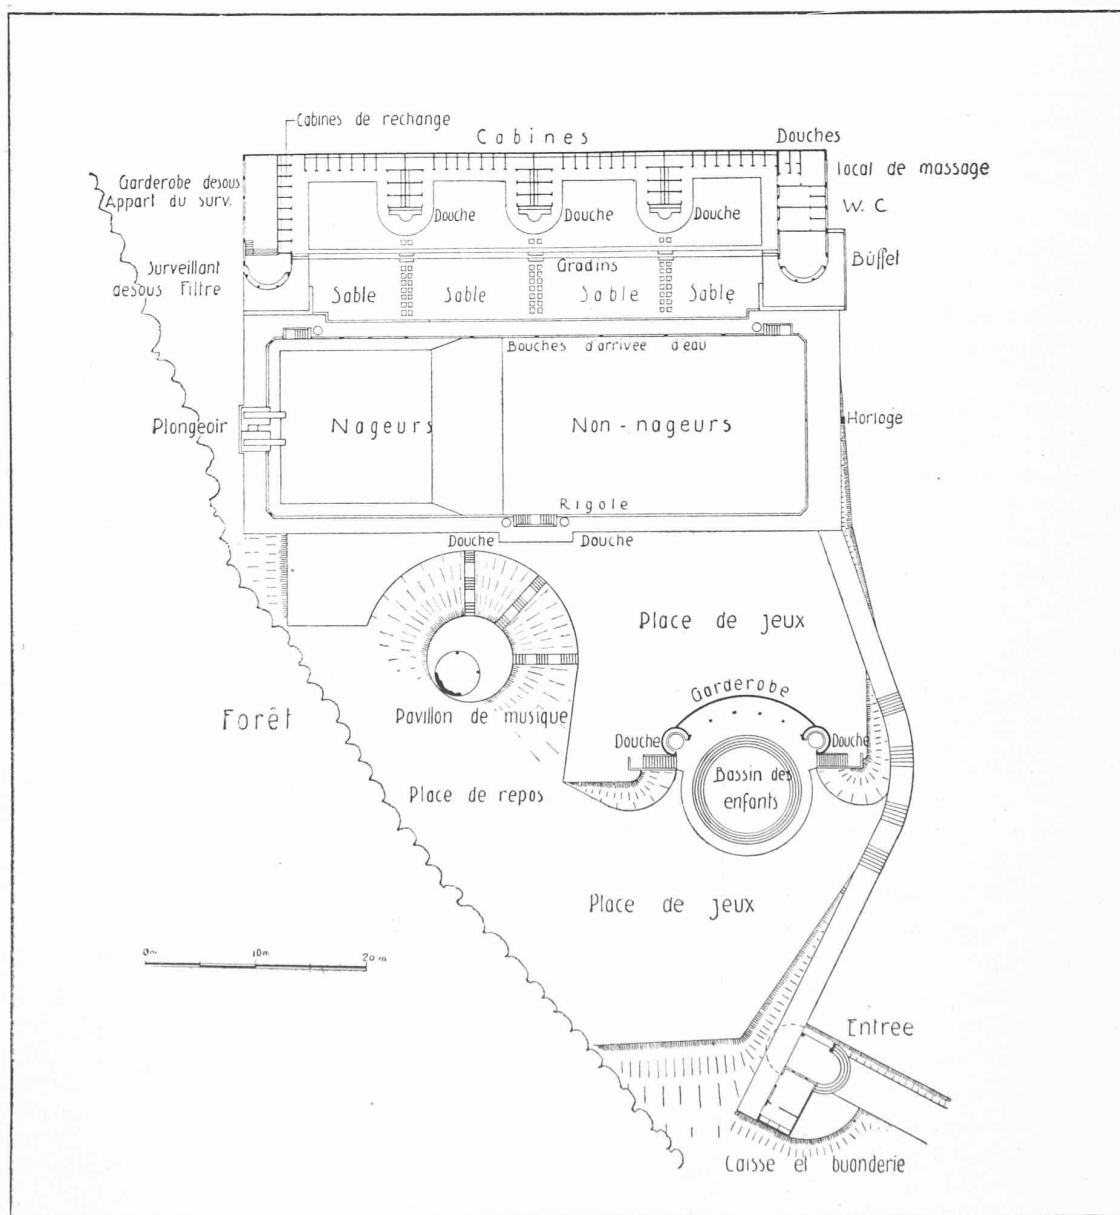 Cabines de rechange
Cabines
Douches
Garderobe desous
Appart du surv.
local de massage
W. C
Douche
Douche
Douche
Surveillant
desous Filtre
Gradins
Büffet
Sable
Sable
Sable
Sable
Bouches d'arrivee d'eau
Plongeoir
Nageurs
Non-nageurs
Horloge
Rigole
Douche
Douche
Place de jeux
Garderobe
Forêt
Pavillon de musique
Douche
Douche
Bassin des
enfants
Place de repos
Place de jeux
0m
10m
20 m
Entree
Caisse et buanderie